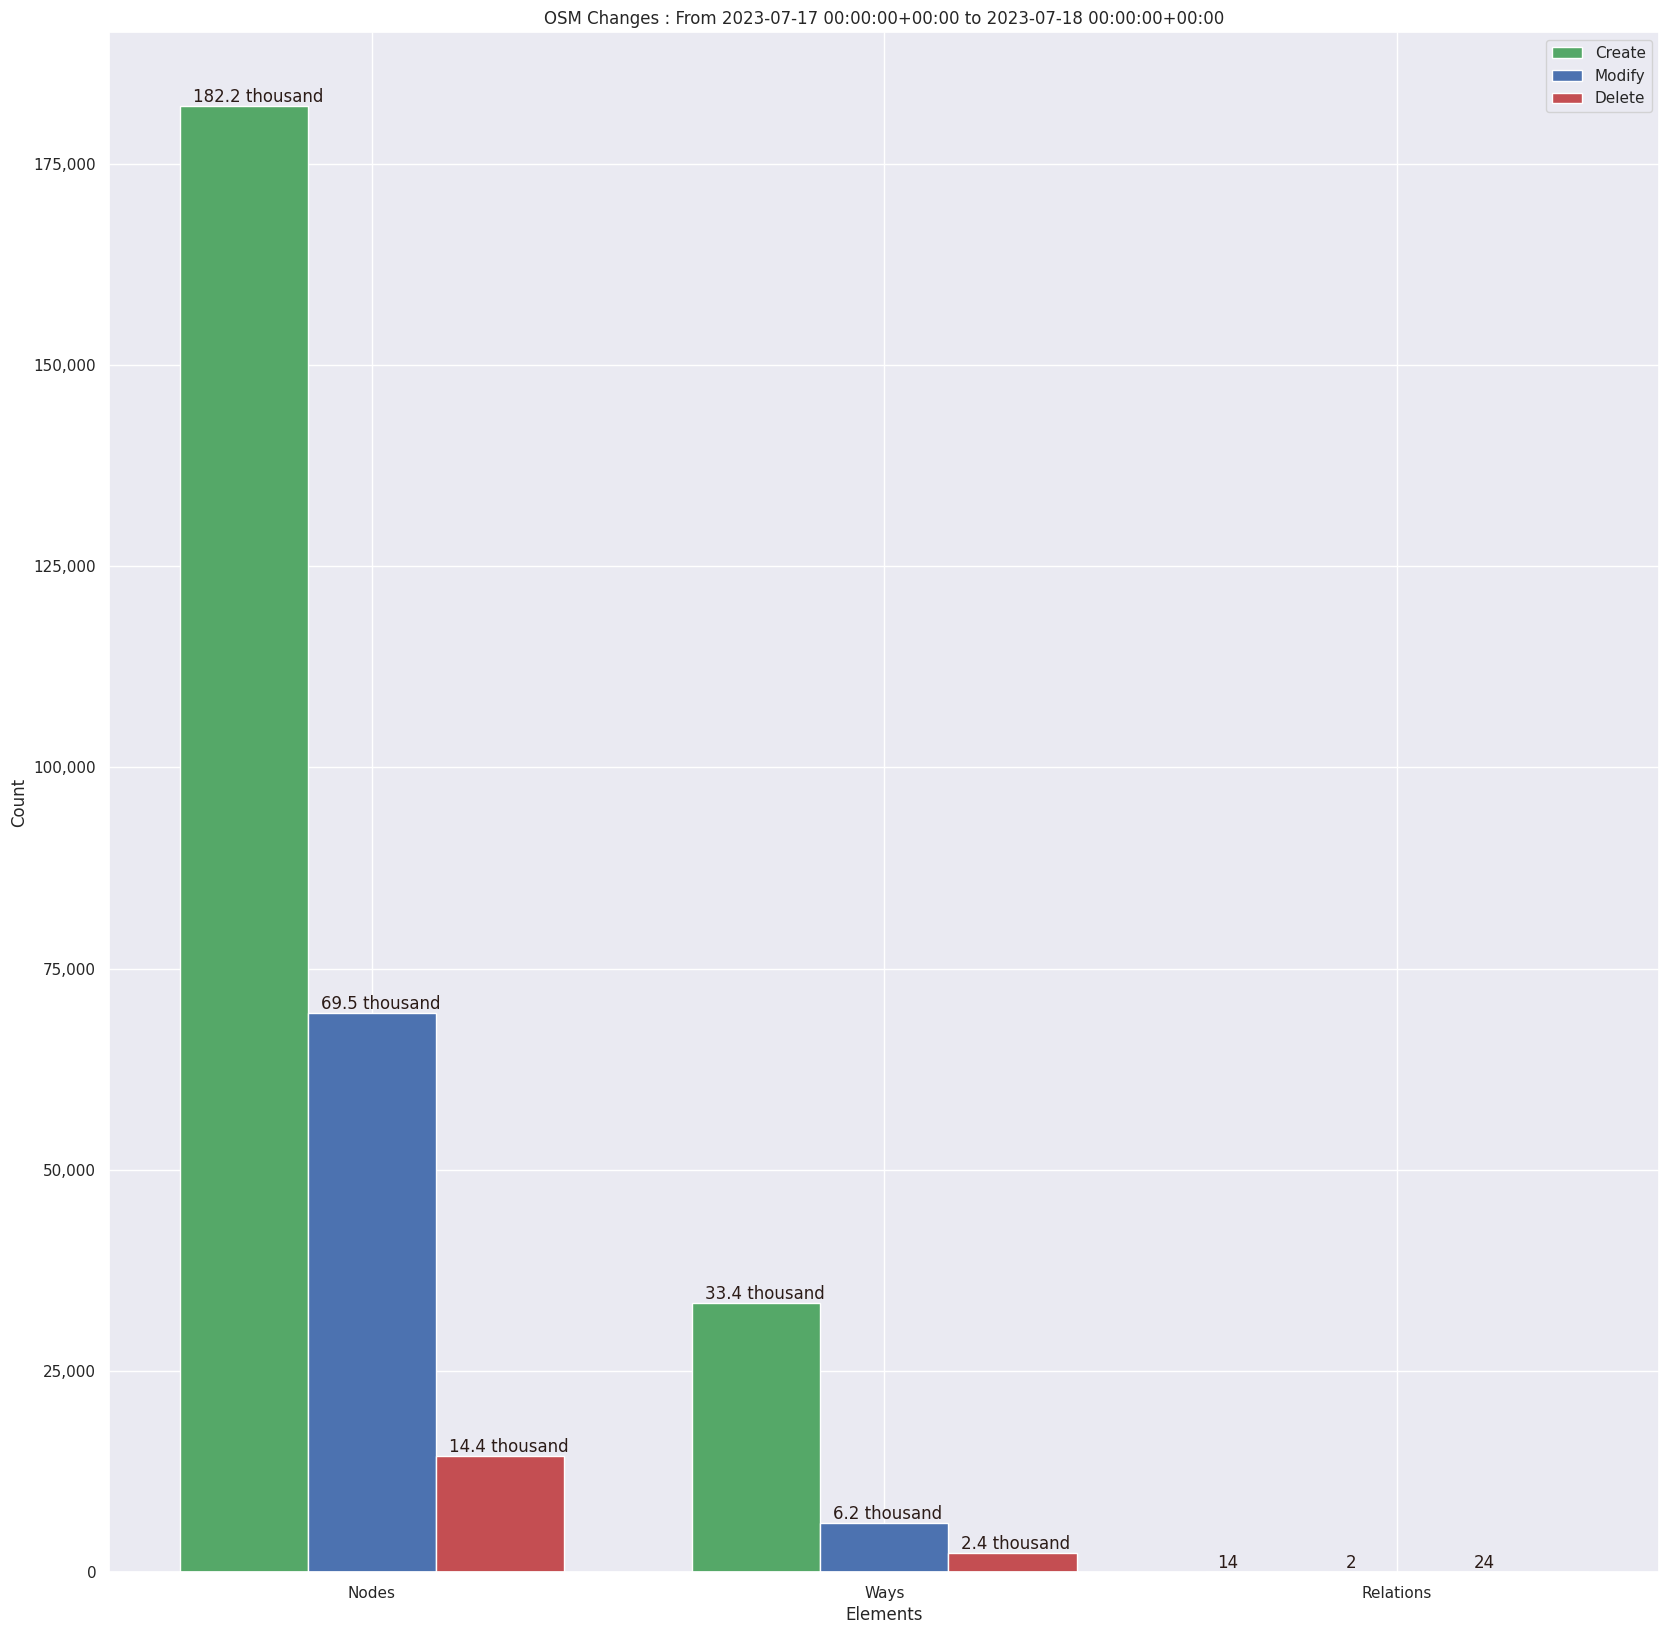 OSM Changes : From 2023-07-17 00:00:00+00:00 to 2023-07-18 00:00:00+00:00
Create
Modify
Delete
182.2 thousand
175,000
150,000
125,000
100,000
Count
75,000
69.5 thousand
50,000
33.4 thousand
25,000
14.4 thousand
6.2 thousand
2.4 thousand
14 2 24
0
Nodes Ways Relations
Elements